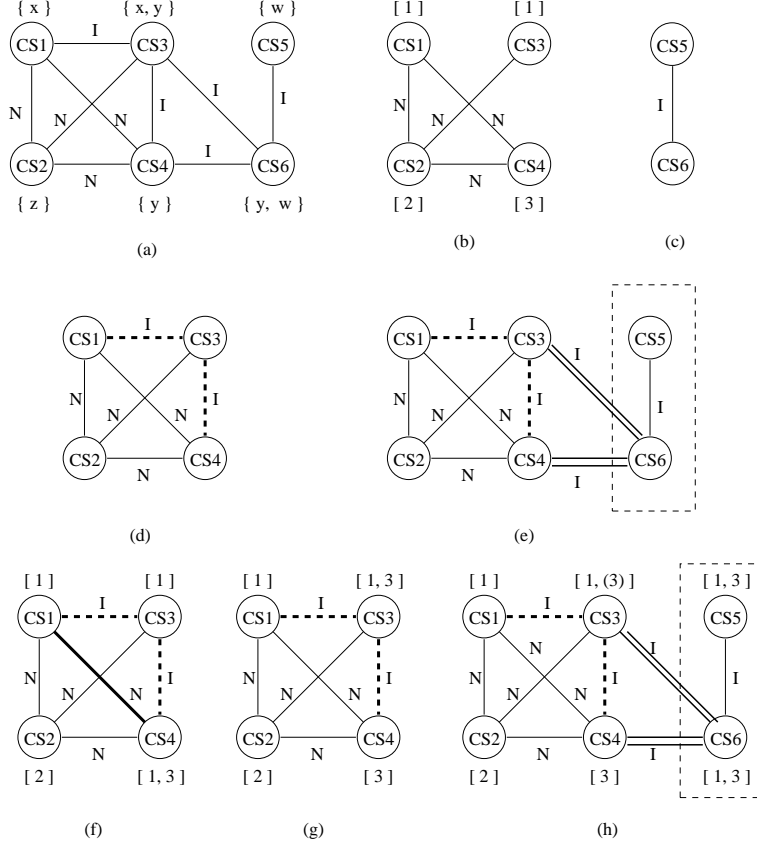 { x } { x, y } { w } [ 1 ] [ 1 ]
CS1 I CS3 CS5 CS1 CS3 CS5
N N N I I I N N N I
CS2 N CS4 I CS6 CS2 N CS4 CS6
{ z } { y } { y, w } [ 2 ] [ 3 ]
(a) (b) (c)
CS1 I CS3 CS1 I CS3 I CS5
N N N I N N N I I
CS2 N CS4 CS2 N CS4 I CS6
(d) (e)
[ 1 ] [ 1 ] [ 1 ] [ 1, 3 ] [ 1 ] [ 1, (3) ] [ 1, 3 ]
CS1 I CS3 CS1 I CS3 CS1 I CS3 CS5
N N N I N N N I N N N I I I
CS2 N CS4 CS2 N CS4 CS2 N CS4 I CS6
[ 2 ] [ 1, 3 ] [ 2 ] [ 3 ] [ 2 ] [ 3 ] [ 1, 3 ]
(f) (g) (h)